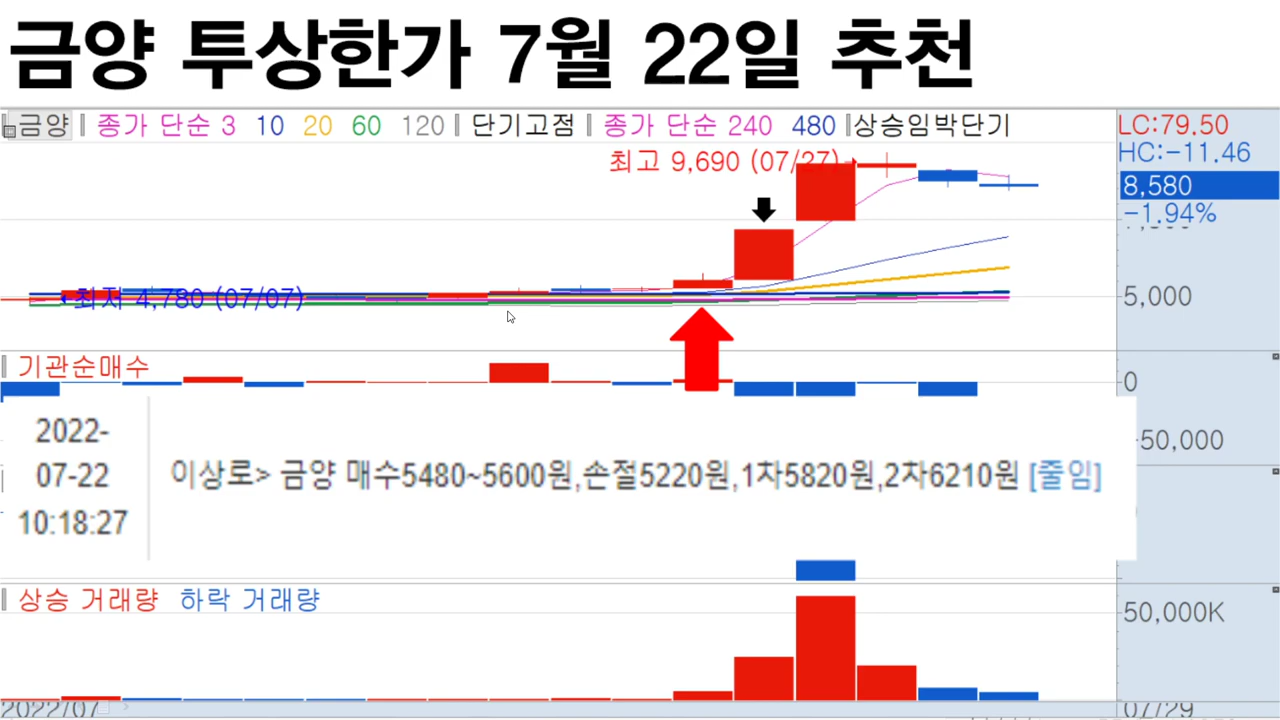 금양 투상한가 7월 22일 추천
금양 종가 단순 3 10 20 60 120 단기고점 종가 단순 240 480 상승임박단기
LC:79.50
HC:-11.46
최고 9,690 (07/27)
8,580
-1.94%
최저 4,780 (07/07)
5,000
기관순매수
0
2022-
07-22
10:18:27
이상로> 금양 매수5480~5600원,손절5220원,1차5820원,2차6210원 [줄임]
-50,000
상승 거래량 하락 거래량
50,000K
2022/07
07/29